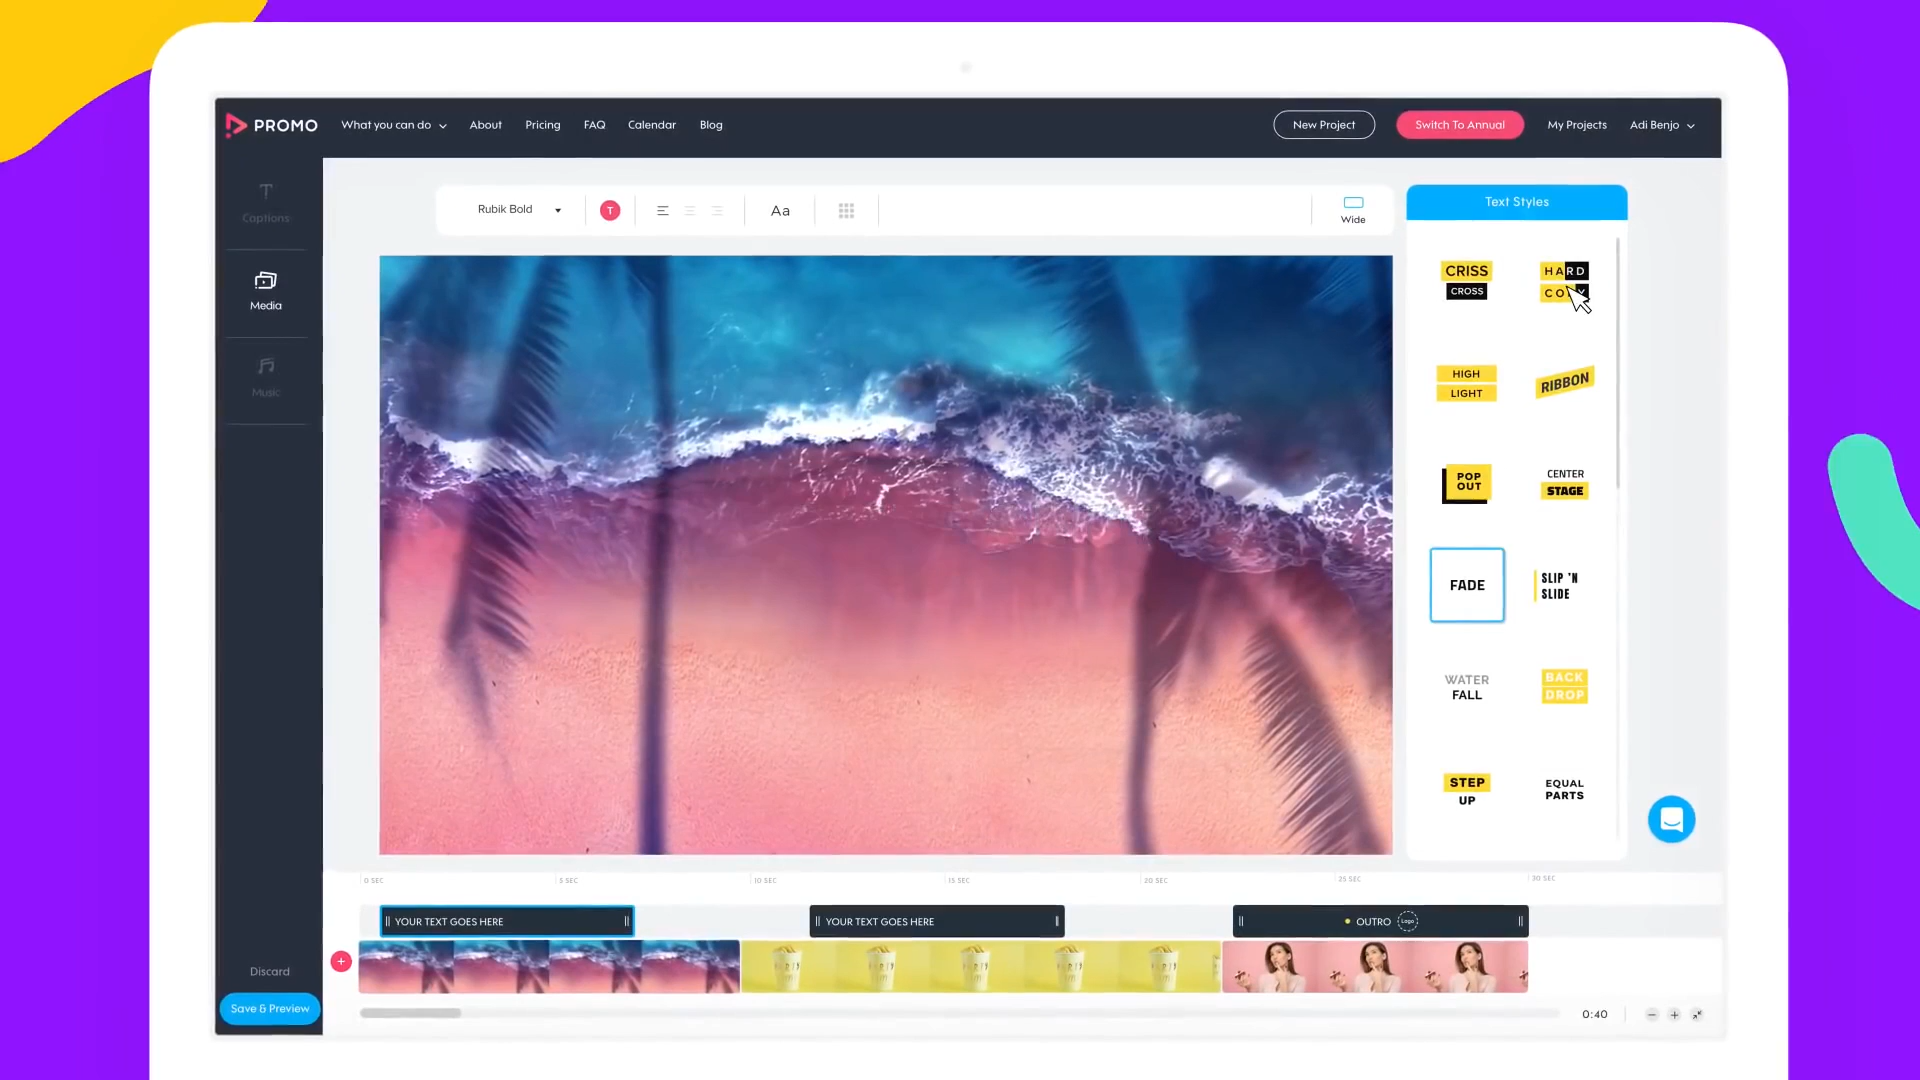 PROMO What you can do About Pricing FAQ Calendar Blog New Project Switch To Annual My Projects Adi Benjo
Captions
Media
Music
Rubik Bold T Aa Wide
Text Styles
CRISS
CROSS
HARD
HIGH
LIGHT
RIBBON
POP
OUT
CENTER
STAGE
FADE
SLIP 'N
SLIDE
WATER
FALL
BACK
DROP
STEP
UP
EQUAL
PARTS
0 SEC 5 SEC 10 SEC 15 SEC 20 SEC 25 SEC 30 SEC
YOUR TEXT GOES HERE YOUR TEXT GOES HERE OUTRO Logo
Discard
Save & Preview
0:40